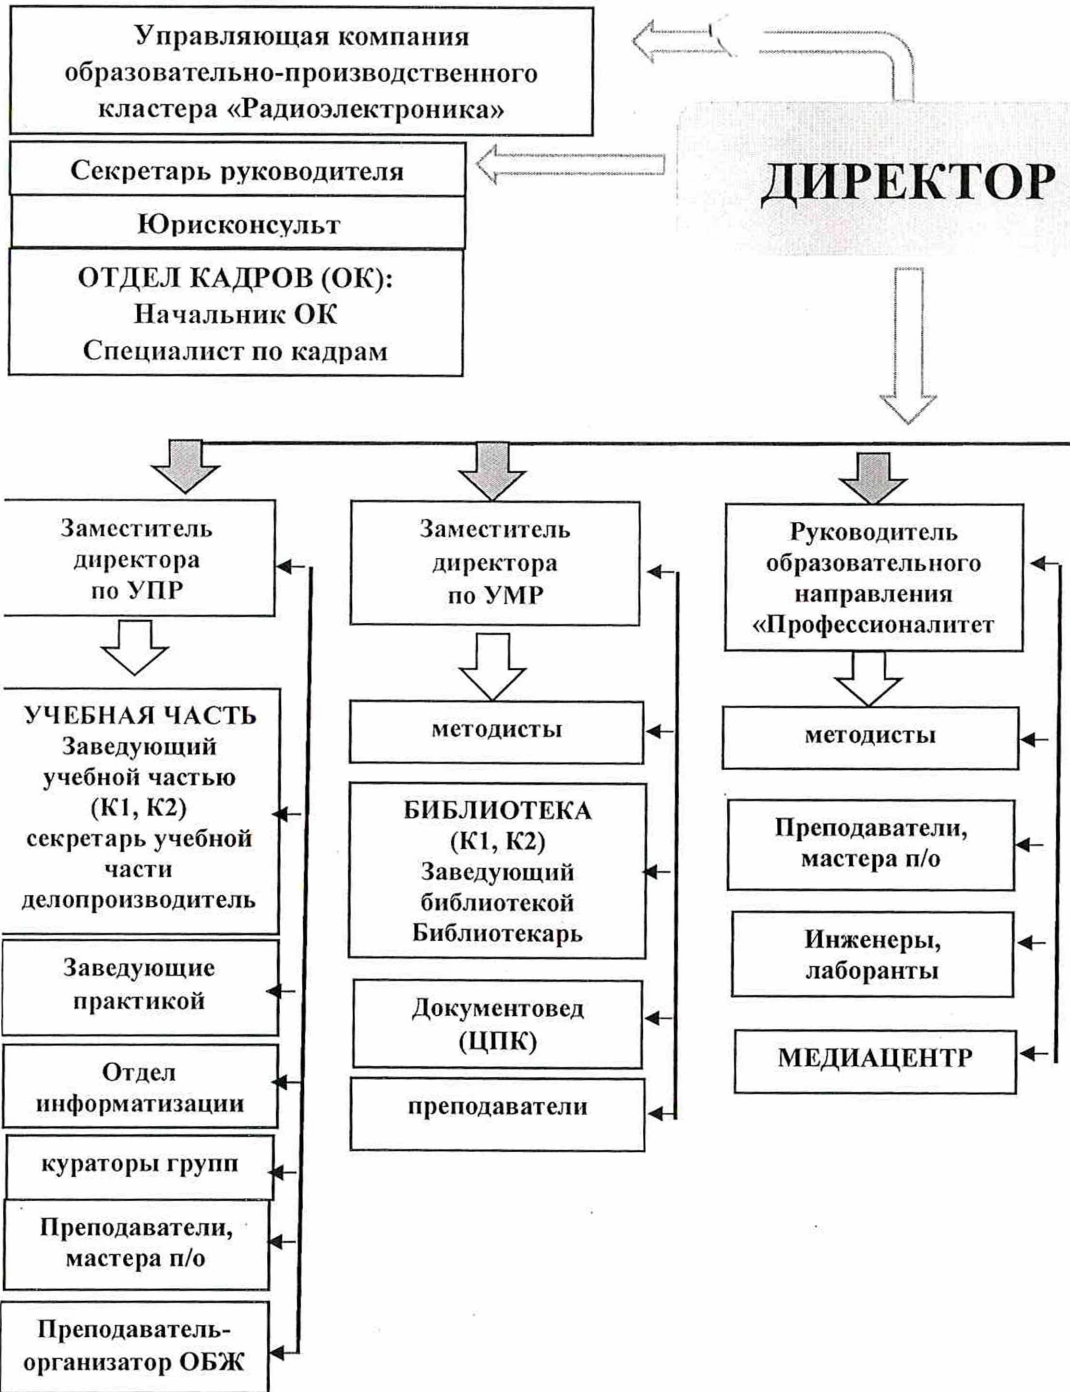 Управляющая компания
образовательно-производственного
кластера «Радиоэлектроника»
ДИРЕКТОР
Секретарь руководителя
Юрисконсульт
ОТДЕЛ КАДРОВ (ОК):
Начальник ОК
Специалист по кадрам
Заместитель
директора
по УПР
УЧЕБНАЯ ЧАСТЬ
Заведующий
учебной частью
(К1, К2)
секретарь учебной
части
делопроизводитель
Заведующие
практикой
Отдел
информатизации
кураторы групп
Преподаватели,
мастера п/о
Преподаватель-
организатор ОБЖ
Заместитель
директора
по УМР
методисты
БИБЛИОТЕКА
(К1, К2)
Заведующий
библиотекой
Библиотекарь
Документовед
(ЦПК)
преподаватели
Руководитель
образовательного
направления
«Профессионалитет
методисты
Преподаватели,
мастера п/о
Инженеры,
лаборанты
МЕДИАЦЕНТР